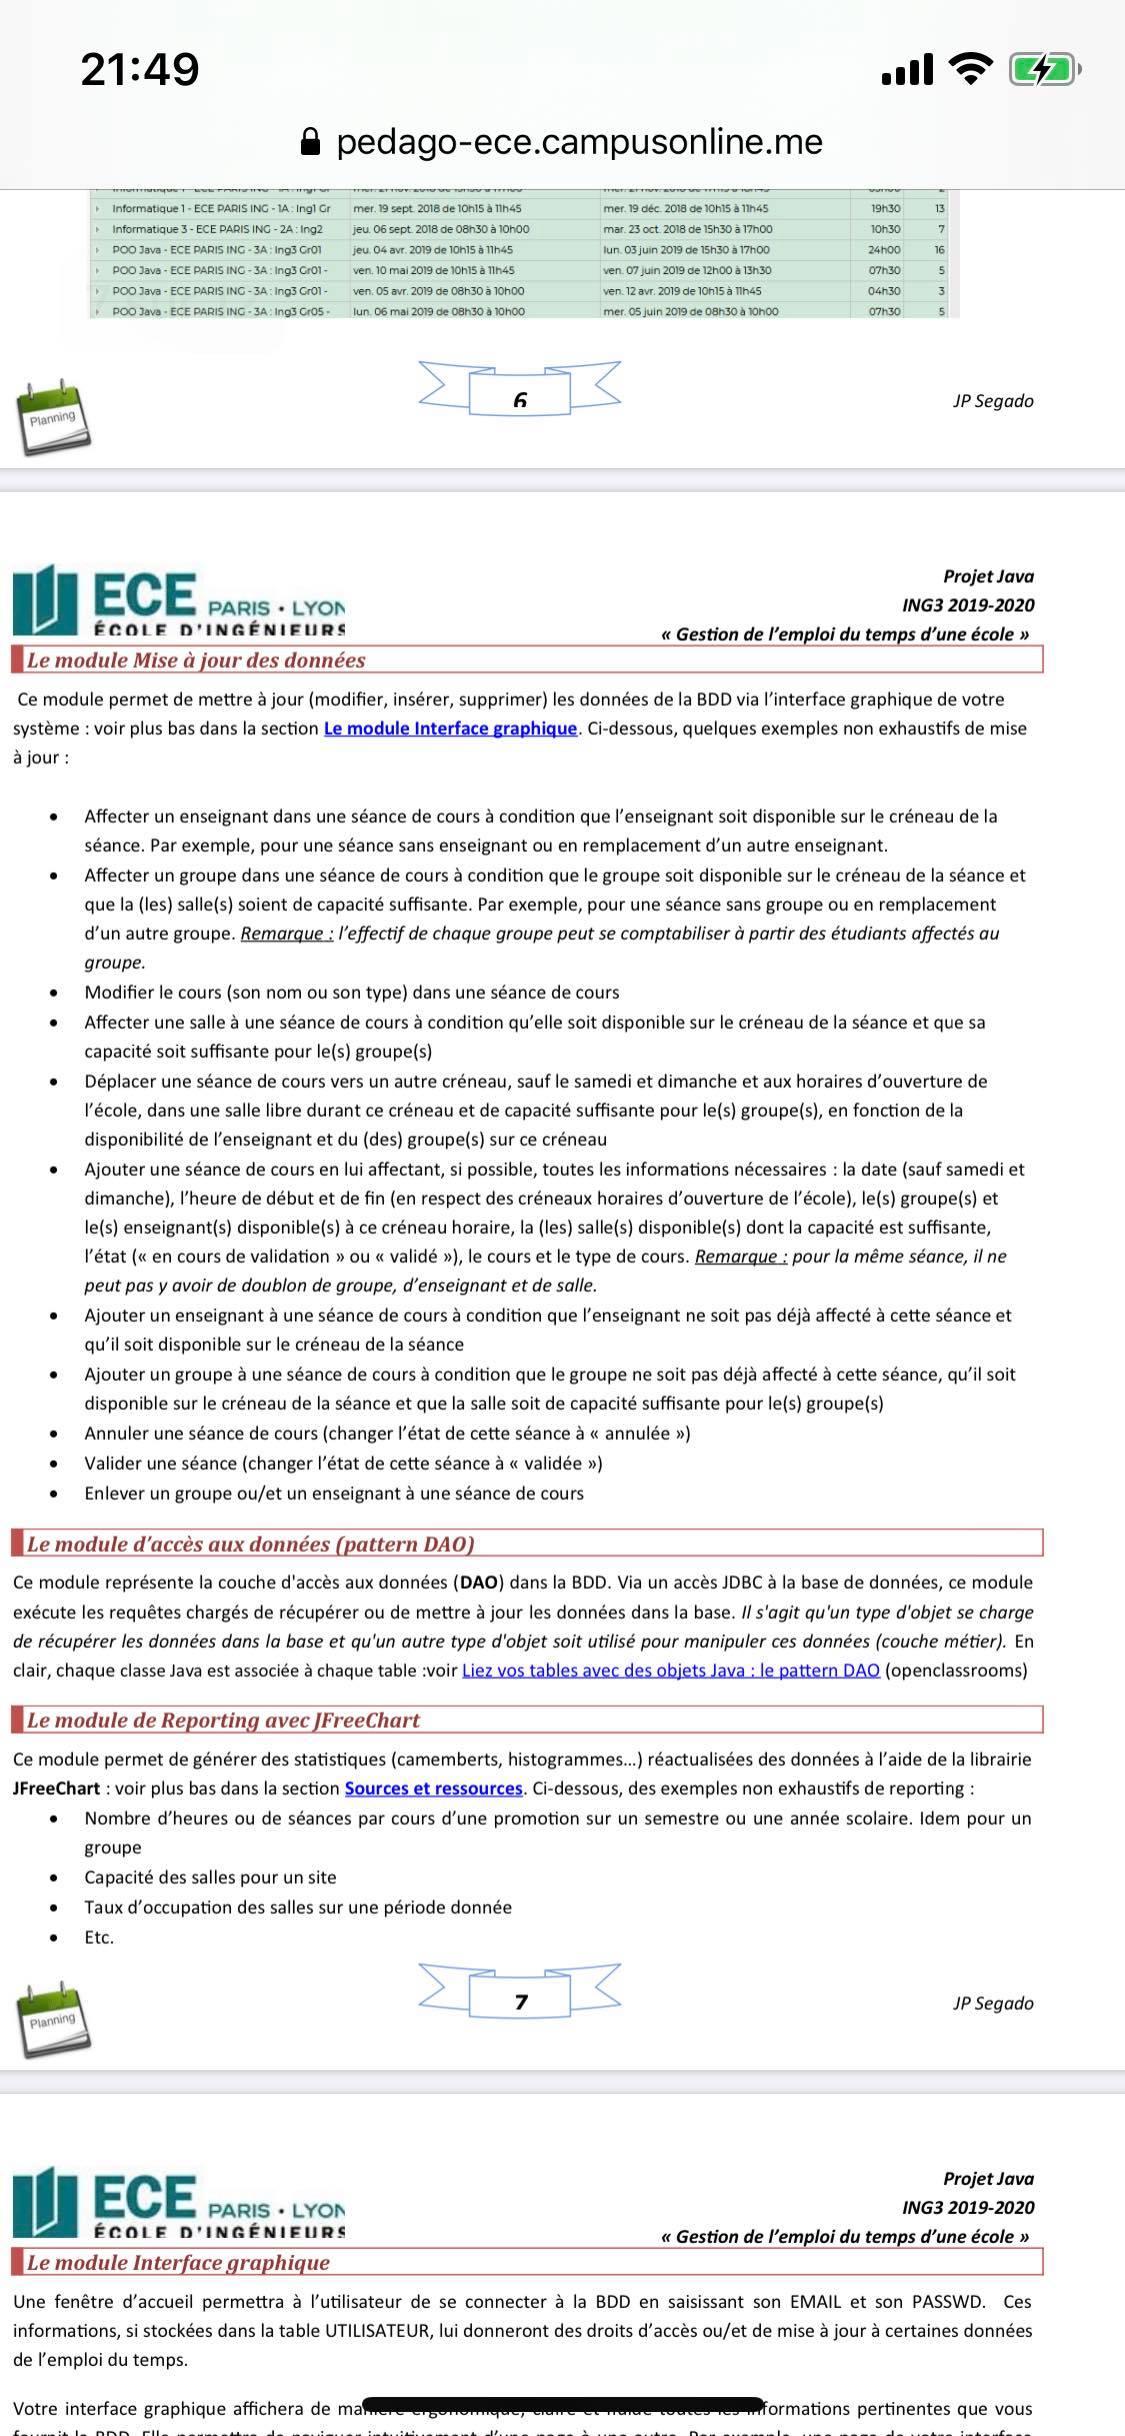 21:49
pedago-ece.campusonline.me
Informatique 1 - ECE PARIS ING - 1A : Ing1 Gr mer. 19 sept. 2018 de 10h15 à 11h45 mer. 19 déc. 2018 de 10h15 à 11h45 19h30 13
Informatique 3 - ECE PARIS ING - 2A : Ing2 jeu. 06 sept. 2018 de 08h30 à 10h00 mar. 23 oct. 2018 de 15h30 à 17h00 10h30 7
POO Java - ECE PARIS ING - 3A : Ing3 Gr01 jeu. 04 avr. 2019 de 10h15 à 11h45 lun. 03 juin 2019 de 15h30 à 17h00 24h00 16
POO Java - ECE PARIS ING - 3A : Ing3 Gr01 - ven. 10 mai 2019 de 10h15 à 11h45 ven. 07 juin 2019 de 12h00 à 13h30 07h30 5
POO Java - ECE PARIS ING - 3A : Ing3 Gr01 - ven. 05 avr. 2019 de 08h30 à 10h00 ven. 12 avr. 2019 de 10h15 à 11h45 04h30 3
POO Java - ECE PARIS ING - 3A : Ing3 Gr05 - lun. 06 mai 2019 de 08h30 à 10h00 mer. 05 juin 2019 de 08h30 à 10h00 07h30 5
Planning
6
JP Segado
ECE PARIS • LYON
ÉCOLE D'INGÉNIEURS
Projet Java
ING3 2019-2020
« Gestion de l'emploi du temps d'une école »
Le module Mise à jour des données
Ce module permet de mettre à jour (modifier, insérer, supprimer) les données de la BDD via l'interface graphique de votre
système : voir plus bas dans la section Le module Interface graphique. Ci-dessous, quelques exemples non exhaustifs de mise
à jour :
• Affecter un enseignant dans une séance de cours à condition que l'enseignant soit disponible sur le créneau de la
séance. Par exemple, pour une séance sans enseignant ou en remplacement d'un autre enseignant.
• Affecter un groupe dans une séance de cours à condition que le groupe soit disponible sur le créneau de la séance et
que la (les) salle(s) soient de capacité suffisante. Par exemple, pour une séance sans groupe ou en remplacement
d'un autre groupe. Remarque : l'effectif de chaque groupe peut se comptabiliser à partir des étudiants affectés au
groupe.
• Modifier le cours (son nom ou son type) dans une séance de cours
• Affecter une salle à une séance de cours à condition qu'elle soit disponible sur le créneau de la séance et que sa
capacité soit suffisante pour le(s) groupe(s)
• Déplacer une séance de cours vers un autre créneau, sauf le samedi et dimanche et aux horaires d'ouverture de
l'école, dans une salle libre durant ce créneau et de capacité suffisante pour le(s) groupe(s), en fonction de la
disponibilité de l'enseignant et du (des) groupe(s) sur ce créneau
• Ajouter une séance de cours en lui affectant, si possible, toutes les informations nécessaires : la date (sauf samedi et
dimanche), l'heure de début et de fin (en respect des créneaux horaires d'ouverture de l'école), le(s) groupe(s) et
le(s) enseignant(s) disponible(s) à ce créneau horaire, la (les) salle(s) disponible(s) dont la capacité est suffisante,
l'état (« en cours de validation » ou « validé »), le cours et le type de cours. Remarque : pour la même séance, il ne
peut pas y avoir de doublon de groupe, d'enseignant et de salle.
• Ajouter un enseignant à une séance de cours à condition que l'enseignant ne soit pas déjà affecté à cette séance et
qu'il soit disponible sur le créneau de la séance
• Ajouter un groupe à une séance de cours à condition que le groupe ne soit pas déjà affecté à cette séance, qu'il soit
disponible sur le créneau de la séance et que la salle soit de capacité suffisante pour le(s) groupe(s)
• Annuler une séance de cours (changer l'état de cette séance à « annulée »)
• Valider une séance (changer l'état de cette séance à « validée »)
• Enlever un groupe ou/et un enseignant à une séance de cours
Le module d'accès aux données (pattern DAO)
Ce module représente la couche d'accès aux données (DAO) dans la BDD. Via un accès JDBC à la base de données, ce module
exécute les requêtes chargés de récupérer ou de mettre à jour les données dans la base. Il s'agit qu'un type d'objet se charge
de récupérer les données dans la base et qu'un autre type d'objet soit utilisé pour manipuler ces données (couche métier). En
clair, chaque classe Java est associée à chaque table :voir Liez vos tables avec des objets Java : le pattern DAO (openclassrooms)
Le module de Reporting avec JFreeChart
Ce module permet de générer des statistiques (camemberts, histogrammes...) réactualisées des données à l'aide de la librairie
JFreeChart : voir plus bas dans la section Sources et ressources. Ci-dessous, des exemples non exhaustifs de reporting :
• Nombre d'heures ou de séances par cours d'une promotion sur un semestre ou une année scolaire. Idem pour un
groupe
• Capacité des salles pour un site
• Taux d'occupation des salles sur une période donnée
• Etc.
Planning
7
JP Segado
ECE PARIS • LYON
ÉCOLE D'INGÉNIEURS
Projet Java
ING3 2019-2020
« Gestion de l'emploi du temps d'une école »
Le module Interface graphique
Une fenêtre d'accueil permettra à l'utilisateur de se connecter à la BDD en saisissant son EMAIL et son PASSWD. Ces
informations, si stockées dans la table UTILISATEUR, lui donneront des droits d'accès ou/et de mise à jour à certaines données
de l'emploi du temps.
Votre interface graphique affichera de informations pertinentes que vous